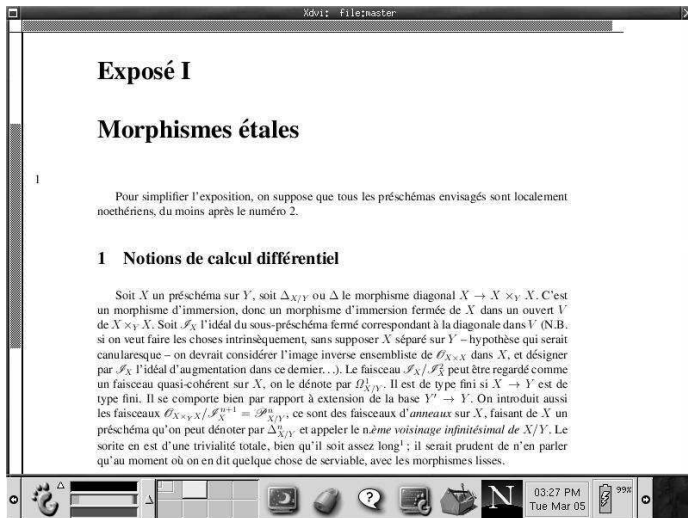 Xdvi: file:master
Exposé I
Morphismes étales
1
Pour simplifier l'exposition, on suppose que tous les préschémas envisagés sont localement
noethériens, du moins après le numéro 2.
1 Notions de calcul différentiel
Soit X un préschéma sur Y, soit Δ_{X/Y} ou Δ le morphisme diagonal X → X ×_Y X. C'est
un morphisme d'immersion, donc un morphisme d'immersion fermée de X dans un ouvert V
de X ×_Y X. Soit 𝓘_X l'idéal du sous-préschéma fermé correspondant à la diagonale dans V (N.B.
si on veut faire les choses intrinsèquement, sans supposer X séparé sur Y – hypothèse qui serait
canularesque – on devrait considérer l'image inverse ensembliste de 𝒪_{X×X} dans X, et désigner
par 𝓘_X l'idéal d'augmentation dans ce dernier...). Le faisceau 𝓘_X/𝓘_X^2 peut être regardé comme
un faisceau quasi-cohérent sur X, on le dénote par Ω^1_{X/Y}. Il est de type fini si X → Y est de
type fini. Il se comporte bien par rapport à extension de la base Y' → Y. On introduit aussi
les faisceaux 𝒪_{X×_Y X}/𝓘_X^{n+1} = 𝒫^n_{X/Y}, ce sont des faisceaux d'anneaux sur X, faisant de X un
préschéma qu'on peut dénoter par Δ^n_{X/Y} et appeler le n.ème voisinage infinitésimal de X/Y. Le
sorite en est d'une trivialité totale, bien qu'il soit assez long¹ ; il serait prudent de n'en parler
qu'au moment où on en dit quelque chose de serviable, avec les morphismes lisses.
N
03:27 PM
Tue Mar 05
99%